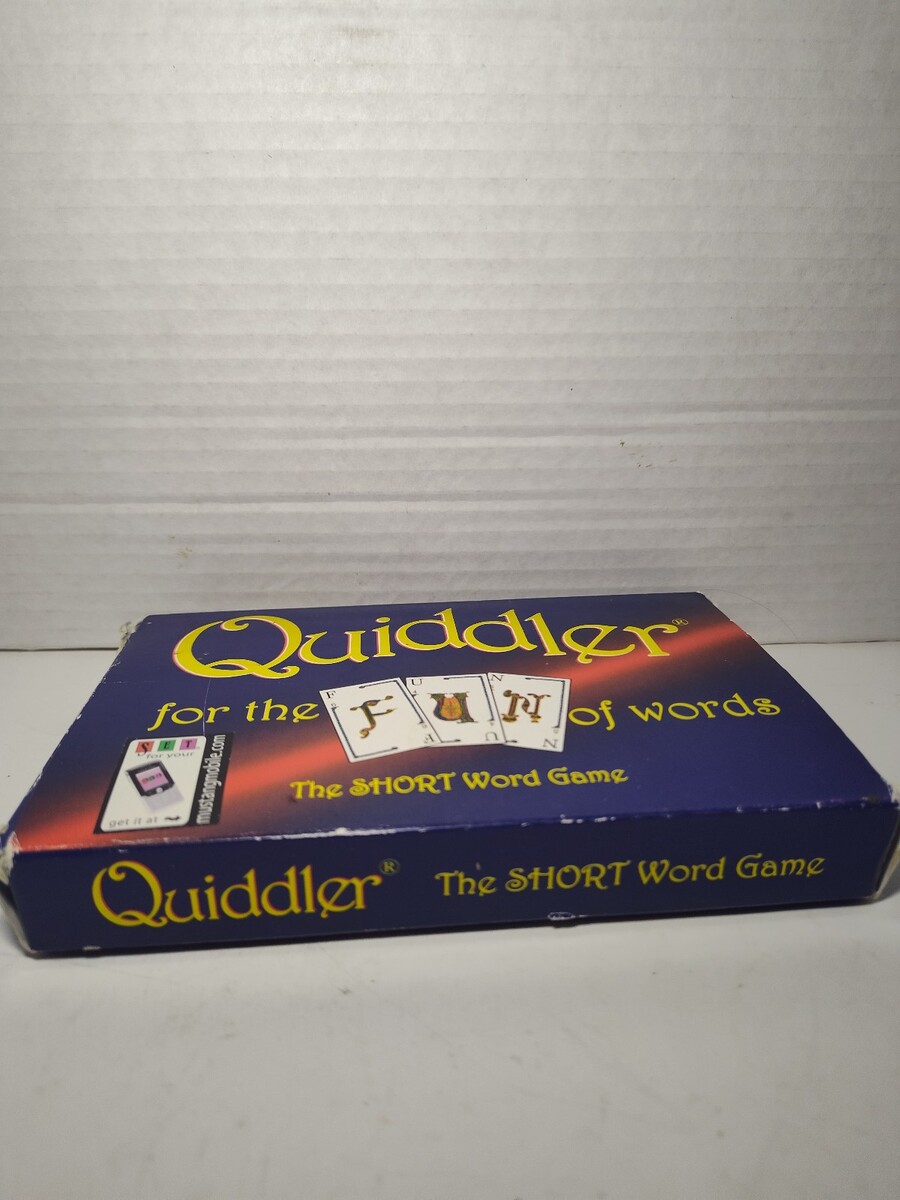 Quiddler®
for the FUN of words
The SHORT Word Game
SET
for your
get it at
mustangmobile.com
Quiddler®
The SHORT Word Game